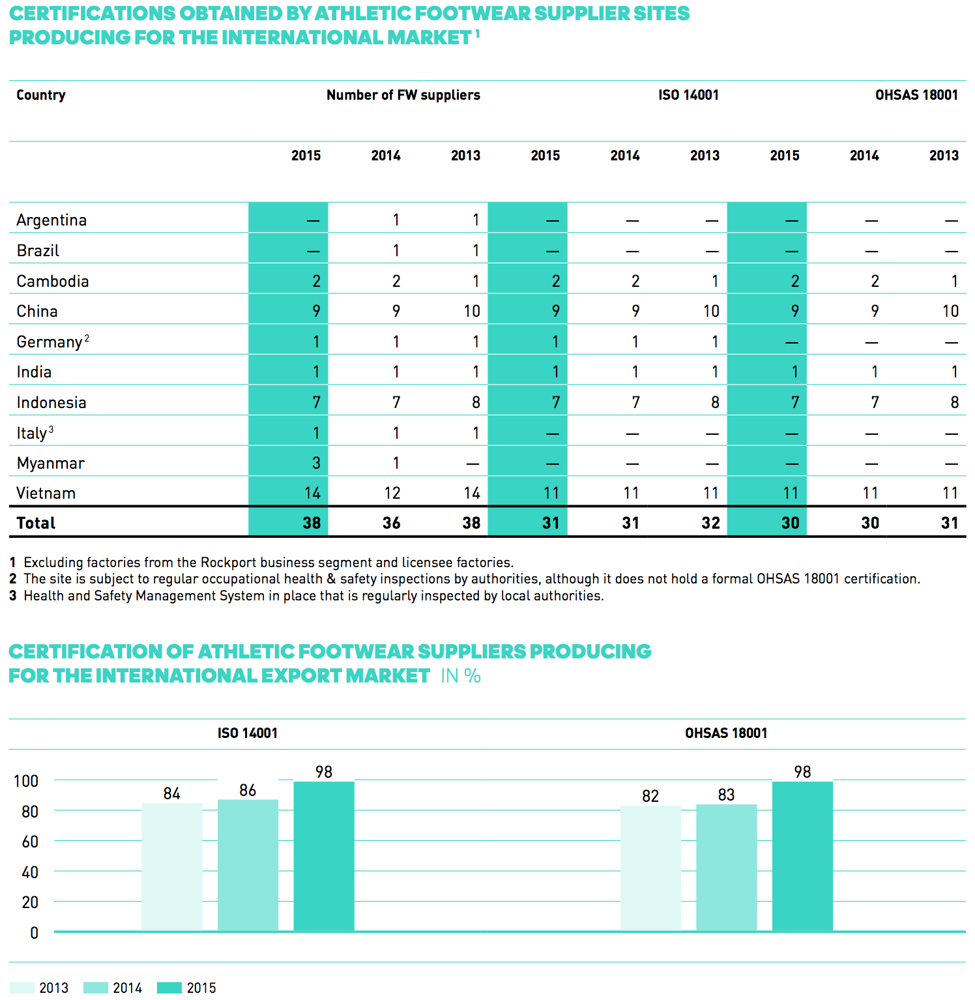 CERTIFICATIONS OBTAINED BY ATHLETIC FOOTWEAR SUPPLIER SITES
PRODUCING FOR THE INTERNATIONAL MARKET 1
Country Number of FW suppliers ISO 14001 OHSAS 18001
2015 2014 2013 2015 2014 2013 2015 2014 2013
Argentina — 1 1 — — — — — —
Brazil — 1 1 — — — — — —
Cambodia 2 2 1 2 2 1 2 2 1
China 9 9 10 9 9 10 9 9 10
Germany 2 1 1 1 1 1 1 — — —
India 1 1 1 1 1 1 1 1 1
Indonesia 7 7 8 7 7 8 7 7 8
Italy 3 1 1 1 — — — — — —
Myanmar 3 1 — — — — — — —
Vietnam 14 12 14 11 11 11 11 11 11
Total 38 36 38 31 31 32 30 30 31
1 Excluding factories from the Rockport business segment and licensee factories.
2 The site is subject to regular occupational health & safety inspections by authorities, although it does not hold a formal OHSAS 18001 certification.
3 Health and Safety Management System in place that is regularly inspected by local authorities.
CERTIFICATION OF ATHLETIC FOOTWEAR SUPPLIERS PRODUCING
FOR THE INTERNATIONAL EXPORT MARKET IN %
ISO 14001 OHSAS 18001
98 98
100
84 86 82 83
80
60
40
20
0
2013 2014 2015